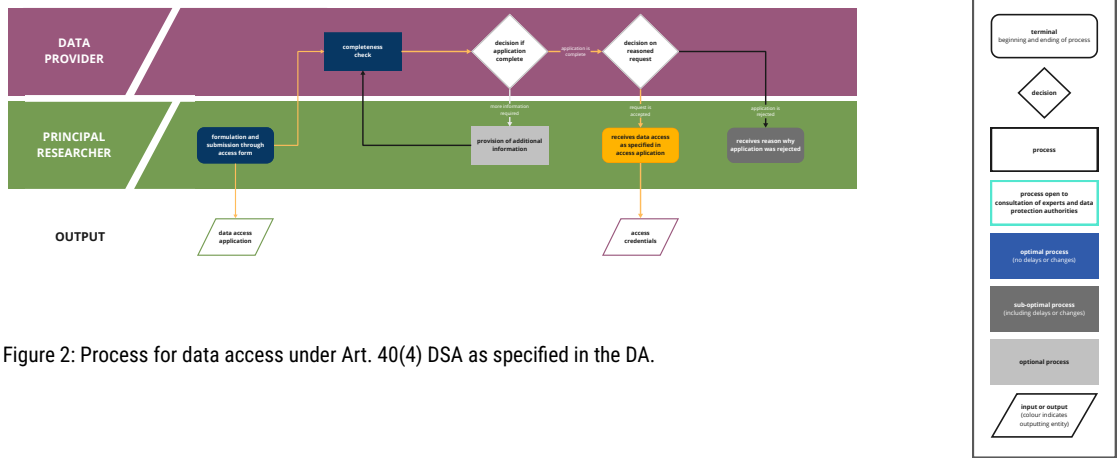 DATA
PROVIDER
completeness
check
decision if
application
complete
application is
complete
decision on
reasoned
request
more information
required
request is
accepted
application is
rejected
PRINCIPAL
RESEARCHER
formulation and
submission through
access form
provision of additional
information
receives data access
as specified in
access aplication
receives reason why
application was rejected
OUTPUT
data access
application
access
credentials
Figure 2: Process for data access under Art. 40(4) DSA as specified in the DA.
terminal
beginning and ending of process
decision
process
process open to
consultation of experts and data
protection authorities
optimal process
(no delays or changes)
sub-optimal process
(including delays or changes)
optional process
input or output
(colour indicates
outputting entity)